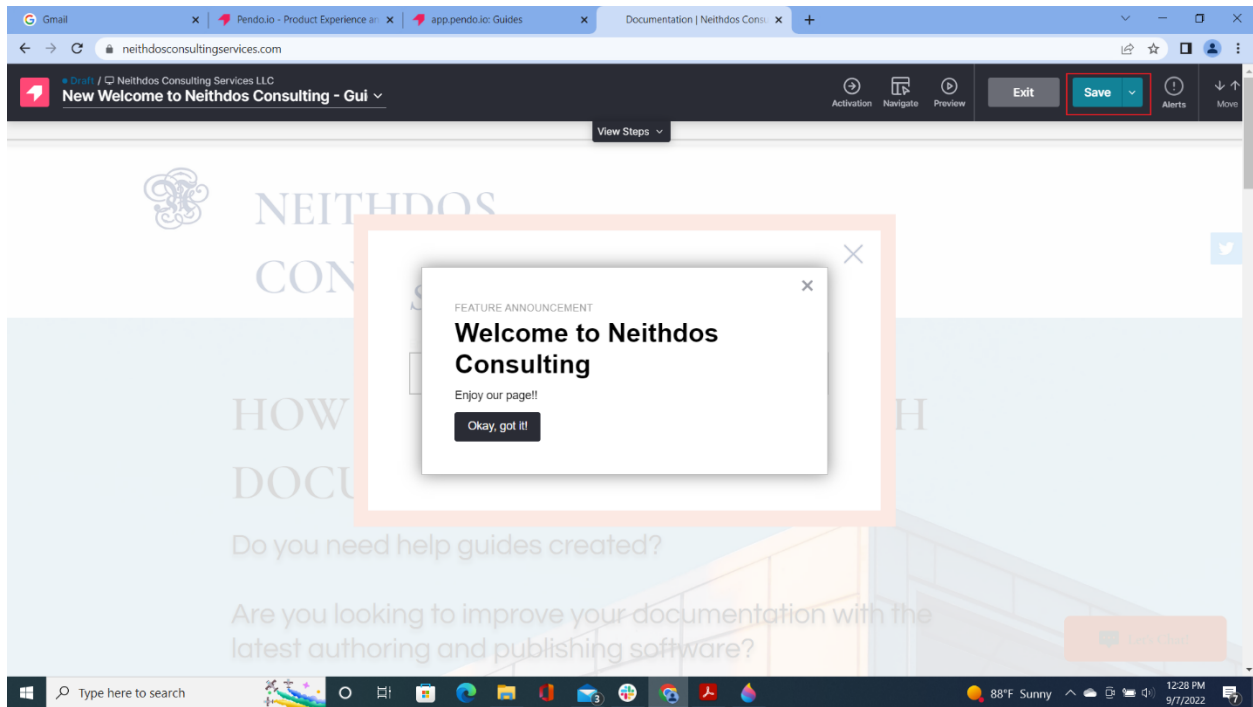 Gmail
Pendo.io - Product Experience an
app.pendo.io: Guides
Documentation | Neithdos Consu
neithdosconsultingservices.com
Draft / Neithdos Consulting Services LLC
New Welcome to Neithdos Consulting - Gui
Activation
Navigate
Preview
Exit
Save
Alerts
Move
View Steps
NEITHDOS
CON
S
FEATURE ANNOUNCEMENT
Welcome to Neithdos
Consulting
Enjoy our page!!
Okay, got it!
HOW
H
DOCU
Do you need help guides created?
Are you looking to improve your documentation with the
latest authoring and publishing software?
Let's Chat!
Type here to search
3
88°F Sunny
12:28 PM
9/7/2022
7